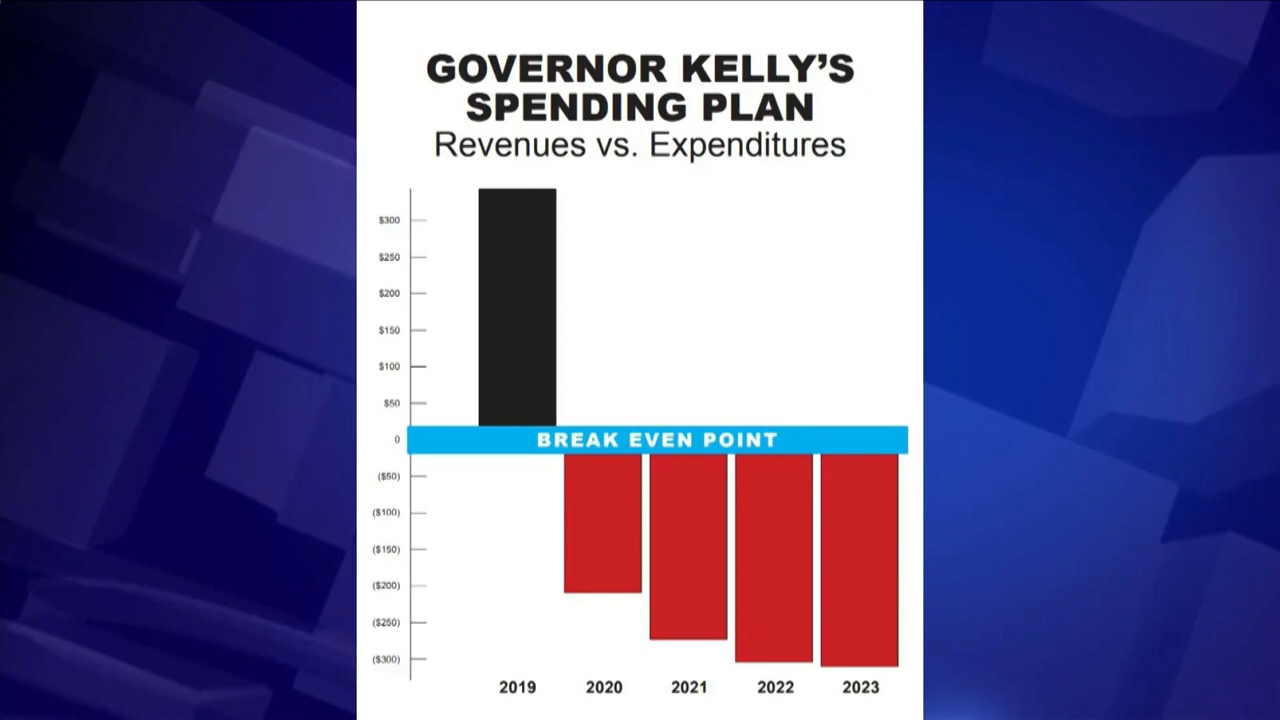 GOVERNOR KELLY'S
SPENDING PLAN
Revenues vs. Expenditures
$300
$250
$200
$150
$100
$50
0
BREAK EVEN POINT
($50)
($100)
($150)
($200)
($250)
($300)
2019 2020 2021 2022 2023